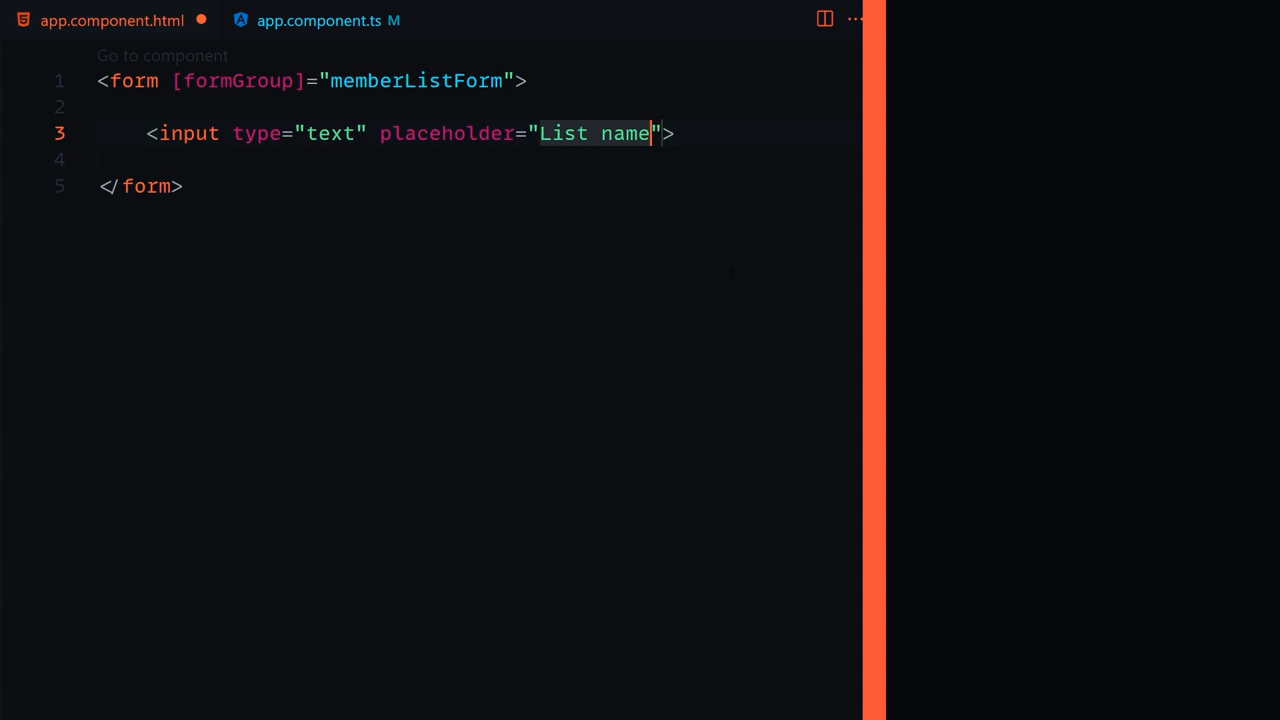 app.component.html app.component.ts M
Go to component
1 <form [formGroup]="memberListForm">
2
3 <input type="text" placeholder="List name">
4
5 </form>